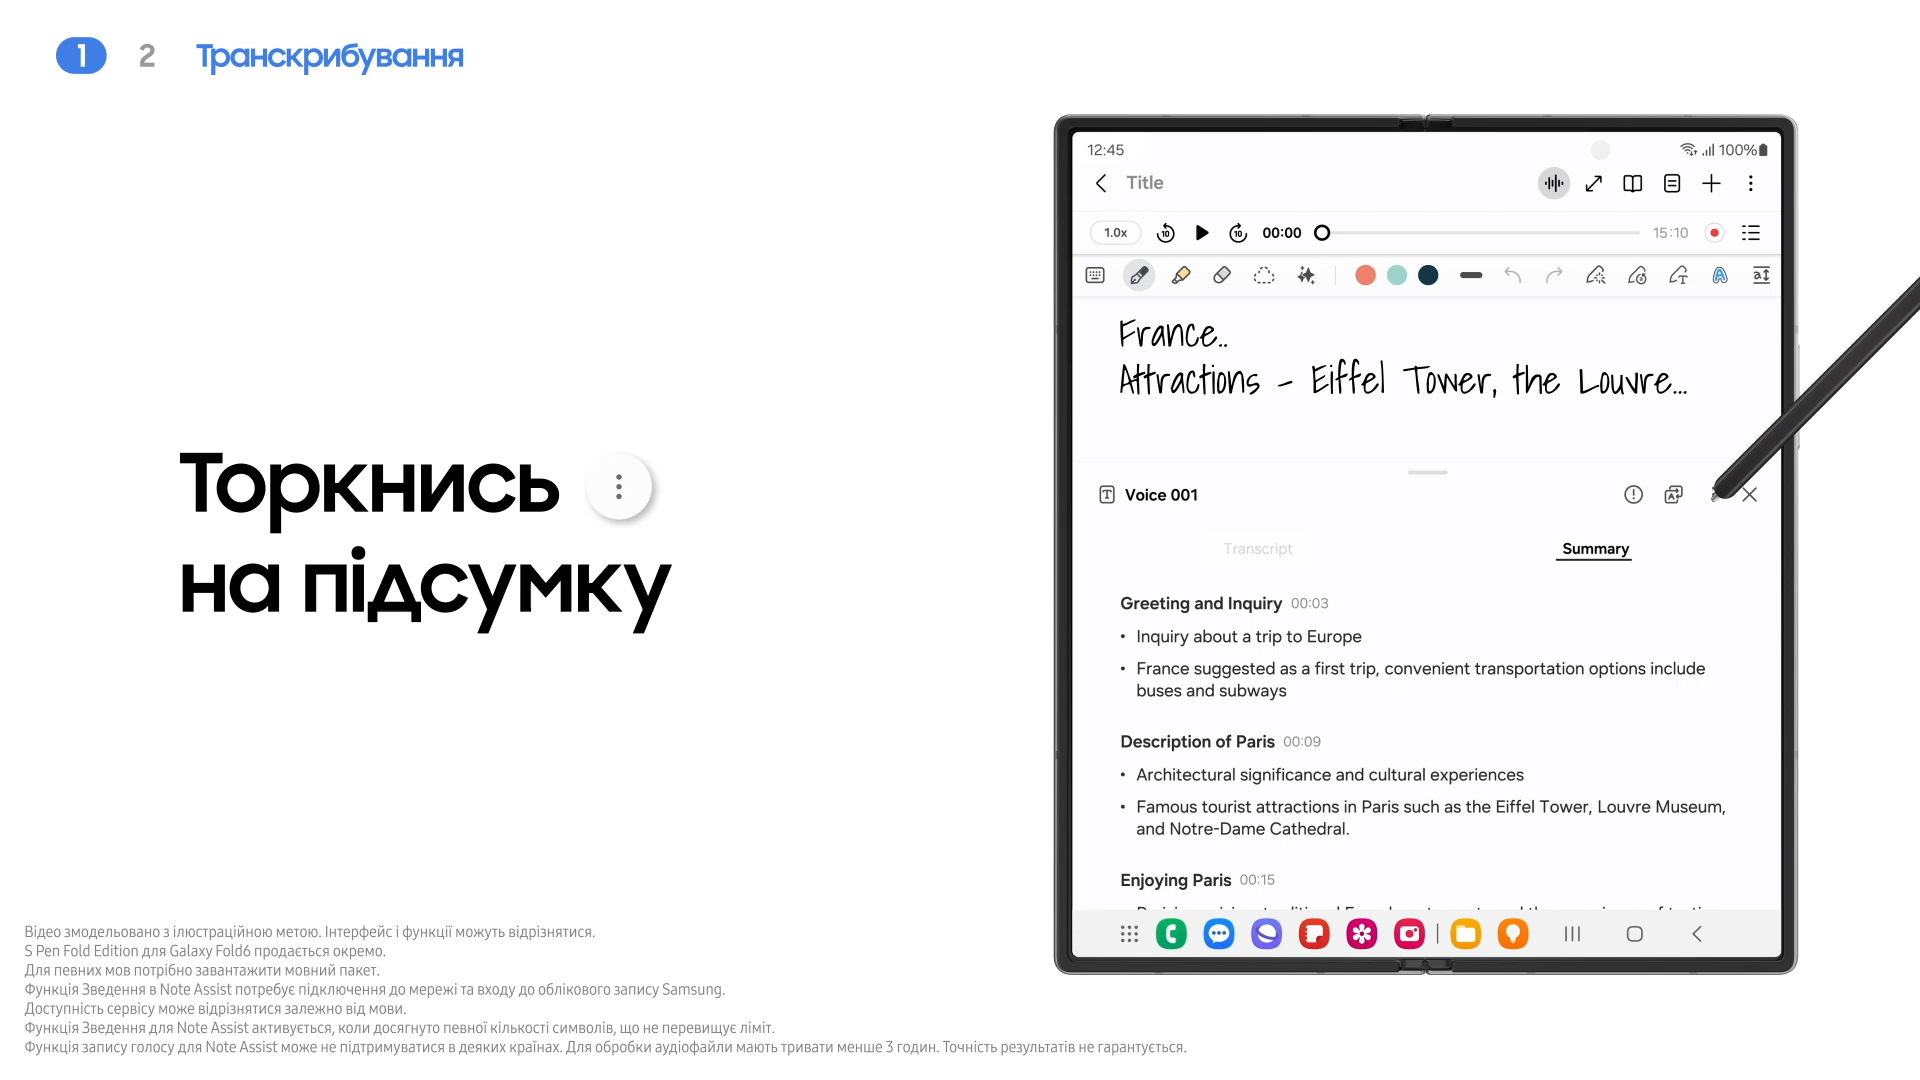 1 2 Транскрибування
Торкнись
на підсумку
12:45 100%
Title
1.0x 10 10 00:00 15:10
France..
Attractions - Eiffel Tower, the Louvre...
Voice 001
Transcript Summary
Greeting and Inquiry 00:03
• Inquiry about a trip to Europe
• France suggested as a first trip, convenient transportation options include
buses and subways
Description of Paris 00:09
• Architectural significance and cultural experiences
• Famous tourist attractions in Paris such as the Eiffel Tower, Louvre Museum,
and Notre-Dame Cathedral.
Enjoying Paris 00:15
Відео змодельовано з ілюстраційною метою. Інтерфейс і функції можуть відрізнятися.
S Pen Fold Edition для Galaxy Fold6 продається окремо.
Для певних мов потрібно завантажити мовний пакет.
Функція Зведення в Note Assist потребує підключення до мережі та входу до облікового запису Samsung.
Доступність сервісу може відрізнятися залежно від мови.
Функція Зведення для Note Assist активується, коли досягнуто певної кількості символів, що не перевищує ліміт.
Функція запису голосу для Note Assist може не підтримуватися в деяких країнах. Для обробки аудіофайли мають тривати менше 3 годин. Точність результатів не гарантується.